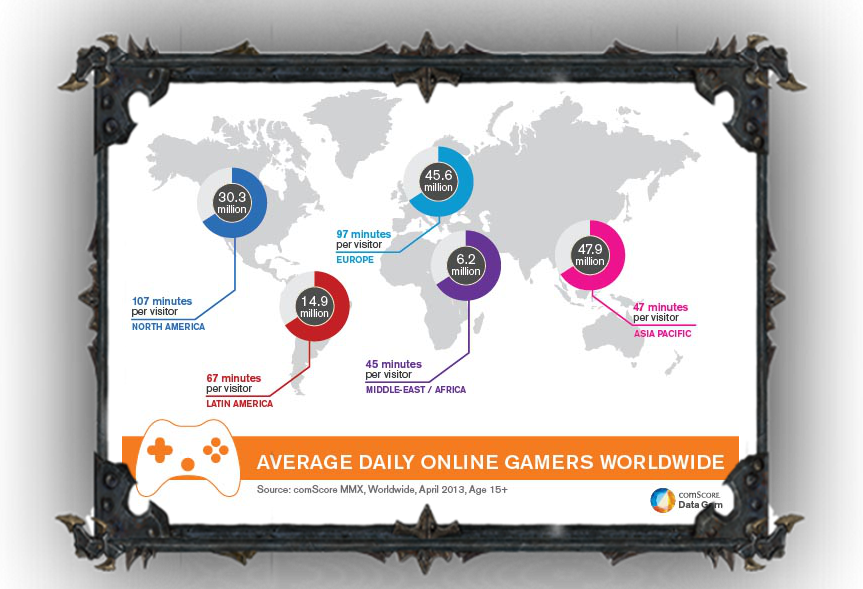 30.3
million
45.6
million
97 minutes
per visitor
EUROPE
6.2
million
47.9
million
14.9
million
107 minutes
per visitor
NORTH AMERICA
47 minutes
per visitor
ASIA PACIFIC
67 minutes
per visitor
LATIN AMERICA
45 minutes
per visitor
MIDDLE-EAST / AFRICA
AVERAGE DAILY ONLINE GAMERS WORLDWIDE
Source: comScore MMX, Worldwide, April 2013, Age 15+
comSCORE
Data Gem